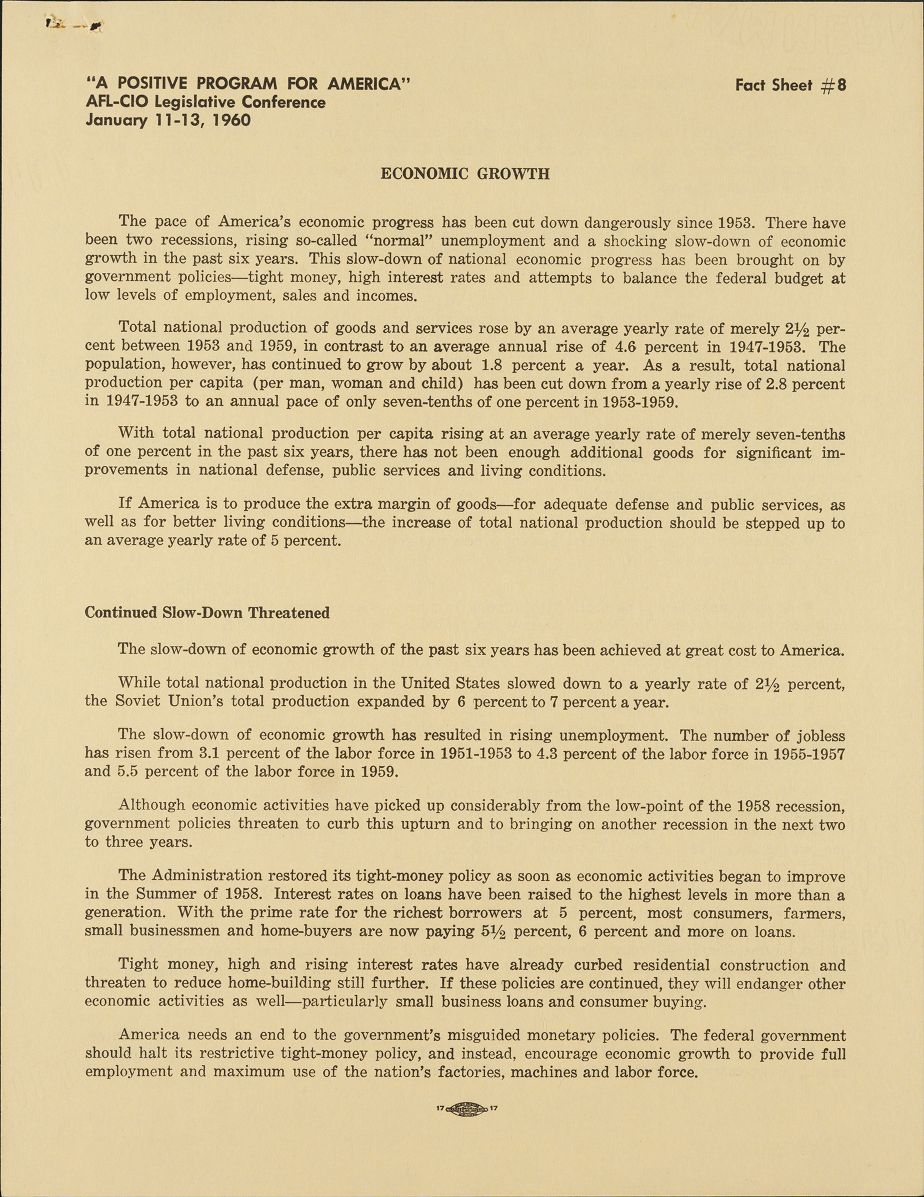 "A POSITIVE PROGRAM FOR AMERICA"
Fact Sheet #8
AFL-CIO Legislative Conference
January 11-13, 1960
ECONOMIC GROWTH
The pace of America's economic progress has been cut down dangerously since 1953. There have
been two recessions, rising so-called "normal" unemployment and a shocking slow-down of economic
growth in the past six years. This slow-down of national economic progress has been brought on by
government policies—tight money, high interest rates and attempts to balance the federal budget at
low levels of employment, sales and incomes.
Total national production of goods and services rose by an average yearly rate of merely 2½ per-
cent between 1953 and 1959, in contrast to an average annual rise of 4.6 percent in 1947-1953. The
population, however, has continued to grow by about 1.8 percent a year. As a result, total national
production per capita (per man, woman and child) has been cut down from a yearly rise of 2.8 percent
in 1947-1953 to an annual pace of only seven-tenths of one percent in 1953-1959.
With total national production per capita rising at an average yearly rate of merely seven-tenths
of one percent in the past six years, there has not been enough additional goods for significant im-
provements in national defense, public services and living conditions.
If America is to produce the extra margin of goods—for adequate defense and public services, as
well as for better living conditions—the increase of total national production should be stepped up to
an average yearly rate of 5 percent.
Continued Slow-Down Threatened
The slow-down of economic growth of the past six years has been achieved at great cost to America.
While total national production in the United States slowed down to a yearly rate of 2½ percent,
the Soviet Union's total production expanded by 6 percent to 7 percent a year.
The slow-down of economic growth has resulted in rising unemployment. The number of jobless
has risen from 3.1 percent of the labor force in 1951-1953 to 4.3 percent of the labor force in 1955-1957
and 5.5 percent of the labor force in 1959.
Although economic activities have picked up considerably from the low-point of the 1958 recession,
government policies threaten to curb this upturn and to bringing on another recession in the next two
to three years.
The Administration restored its tight-money policy as soon as economic activities began to improve
in the Summer of 1958. Interest rates on loans have been raised to the highest levels in more than a
generation. With the prime rate for the richest borrowers at 5 percent, most consumers, farmers,
small businessmen and home-buyers are now paying 5½ percent, 6 percent and more on loans.
Tight money, high and rising interest rates have already curbed residential construction and
threaten to reduce home-building still further. If these policies are continued, they will endanger other
economic activities as well—particularly small business loans and consumer buying.
America needs an end to the government's misguided monetary policies. The federal government
should halt its restrictive tight-money policy, and instead, encourage economic growth to provide full
employment and maximum use of the nation's factories, machines and labor force.
17 17